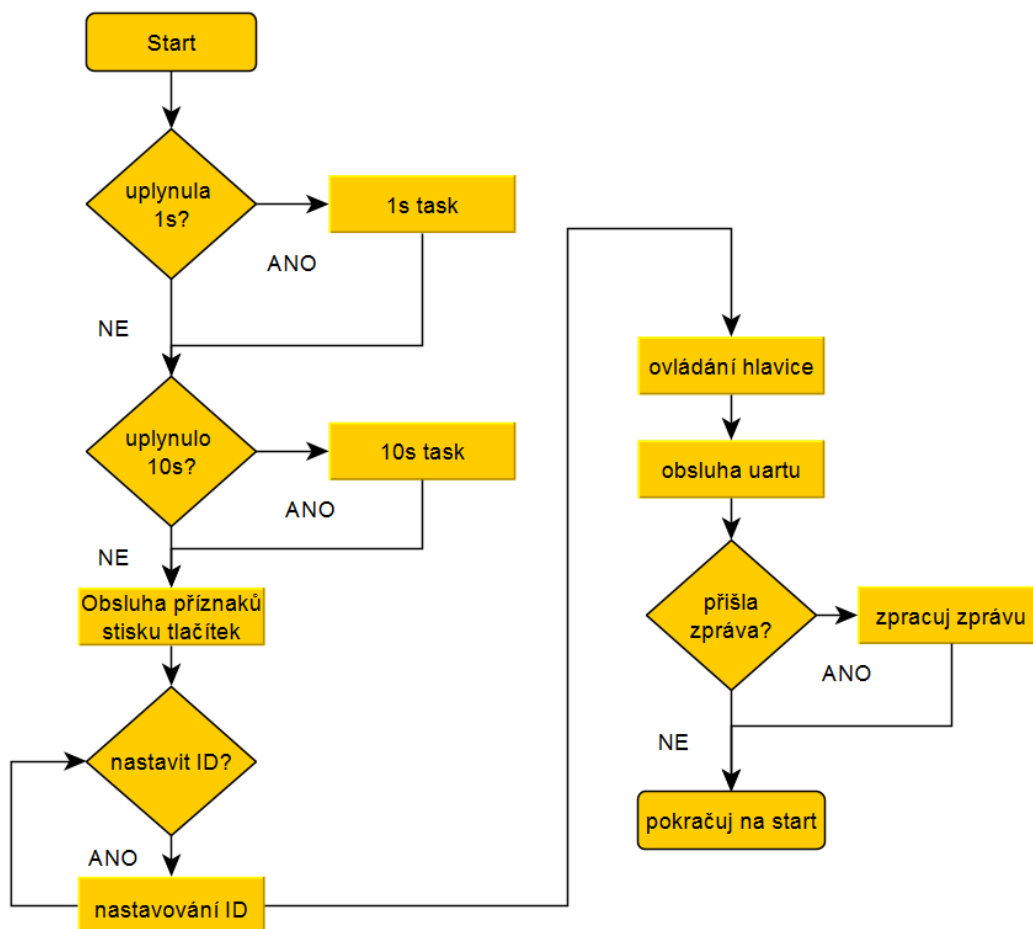 Start
uplynula
1s?
1s task
ANO
NE
uplynulo
10s?
10s task
ANO
NE
Obsluha příznaků
stisku tlačítek
nastavit ID?
ANO
nastavování ID
ovládání hlavice
obsluha uartu
přišla
zpráva?
zpracuj zprávu
ANO
NE
pokračuj na start